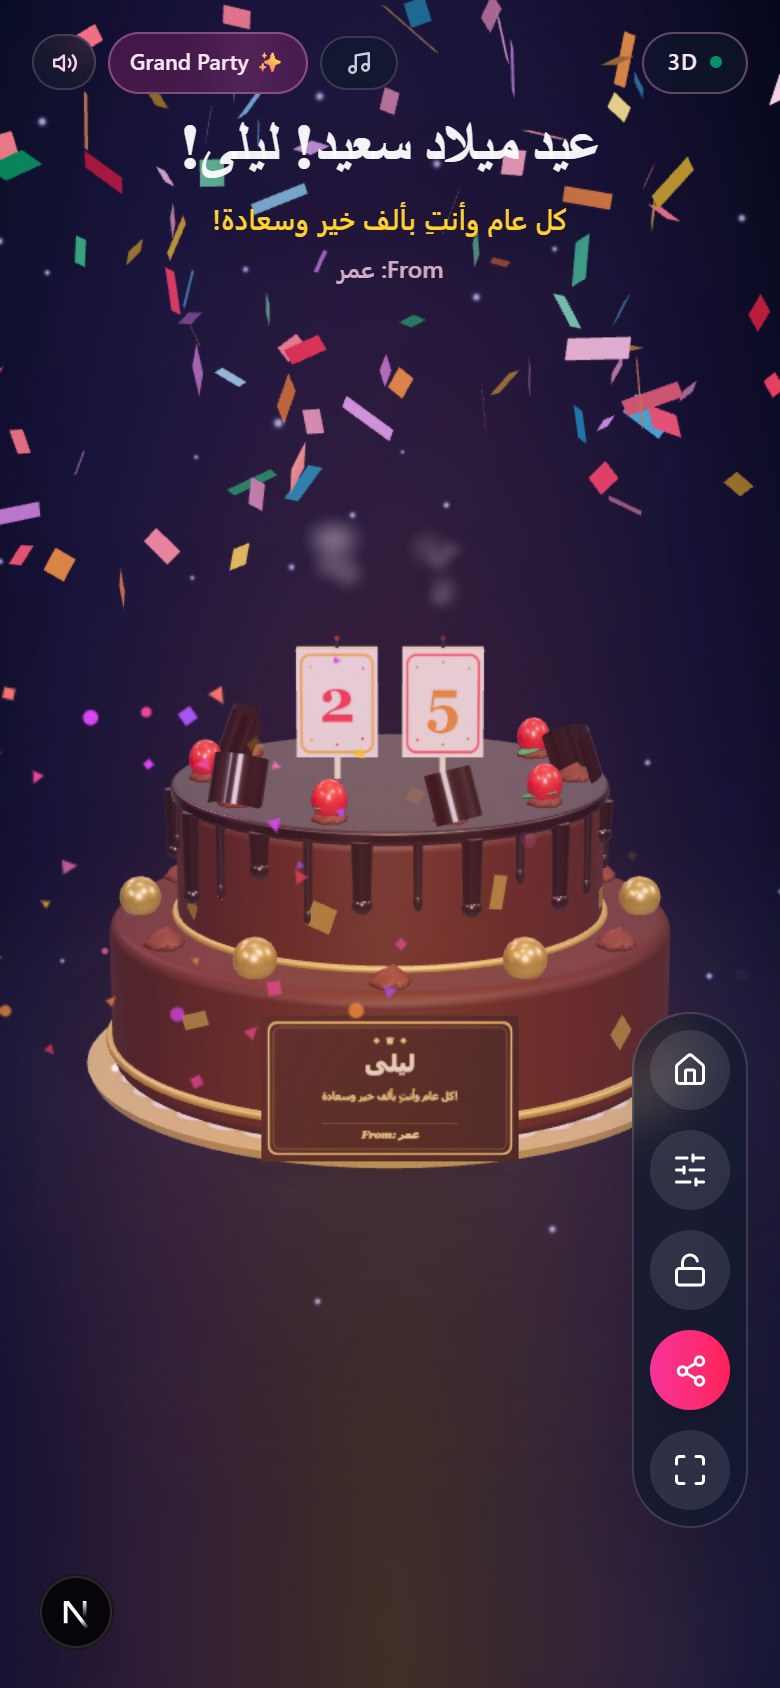 Grand Party ✨
3D
عيد ميلاد سعيد! ليلى!
كل عام وأنتِ بألف خير وسعادة!
From: عمر
2 5
ليلى
كل عام وأنتِ بألف خير وسعادة!
From: عمر
N